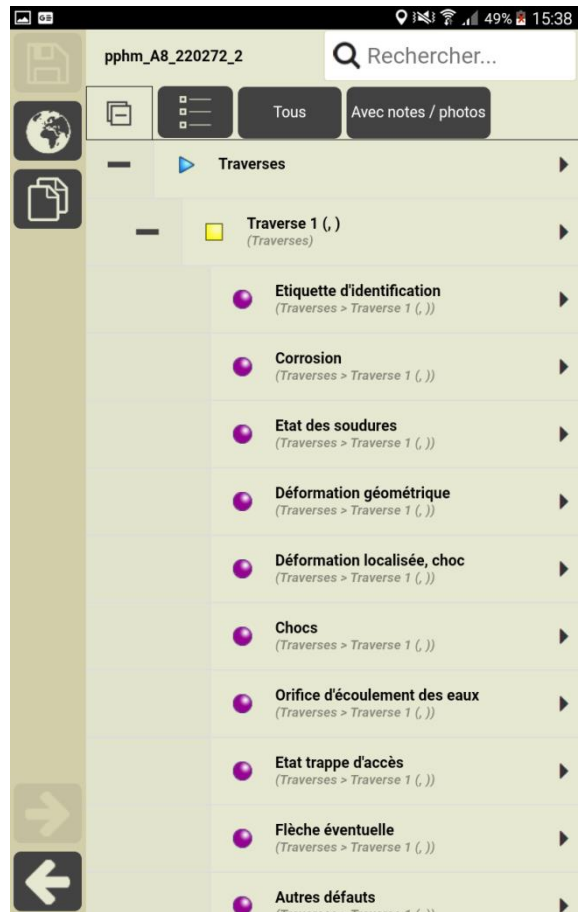 GE 49% 15:38
pphm_A8_220272_2 Rechercher...
Tous Avec notes / photos
Traverses
Traverse 1 (, )
(Traverses)
Etiquette d'identification
(Traverses > Traverse 1 (, ))
Corrosion
(Traverses > Traverse 1 (, ))
Etat des soudures
(Traverses > Traverse 1 (, ))
Déformation géométrique
(Traverses > Traverse 1 (, ))
Déformation localisée, choc
(Traverses > Traverse 1 (, ))
Chocs
(Traverses > Traverse 1 (, ))
Orifice d'écoulement des eaux
(Traverses > Traverse 1 (, ))
Etat trappe d'accès
(Traverses > Traverse 1 (, ))
Flèche éventuelle
(Traverses > Traverse 1 (, ))
Autres défauts